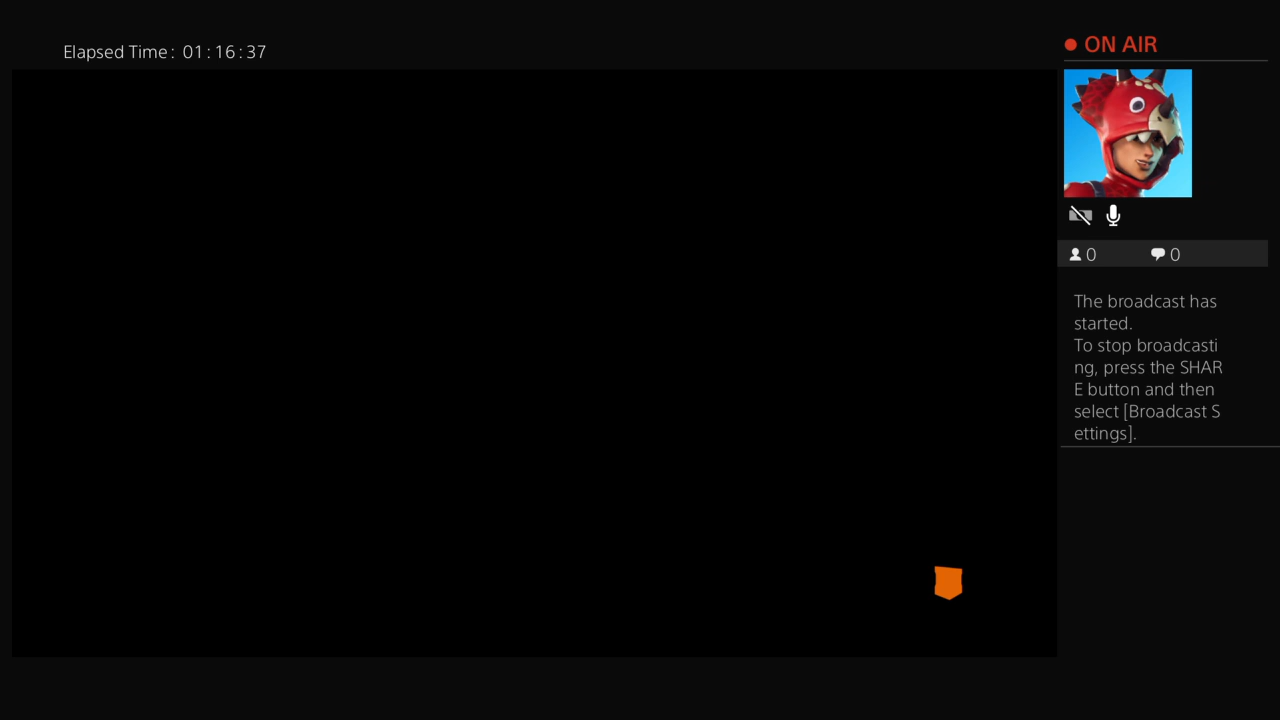 Elapsed Time: 01:16:37
ON AIR
0 0
The broadcast has
started.
To stop broadcasti
ng, press the SHAR
E button and then
select [Broadcast S
ettings].